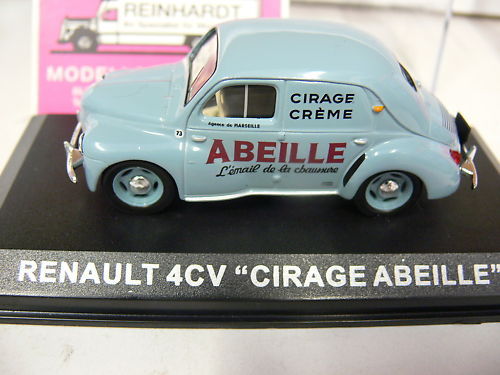 REINHARDT
MODEL
CIRAGE
CRÈME
Agence de MARSEILLE
73
ABEILLE
L'émail de la chaussure
RENAULT 4CV "CIRAGE ABEILLE"